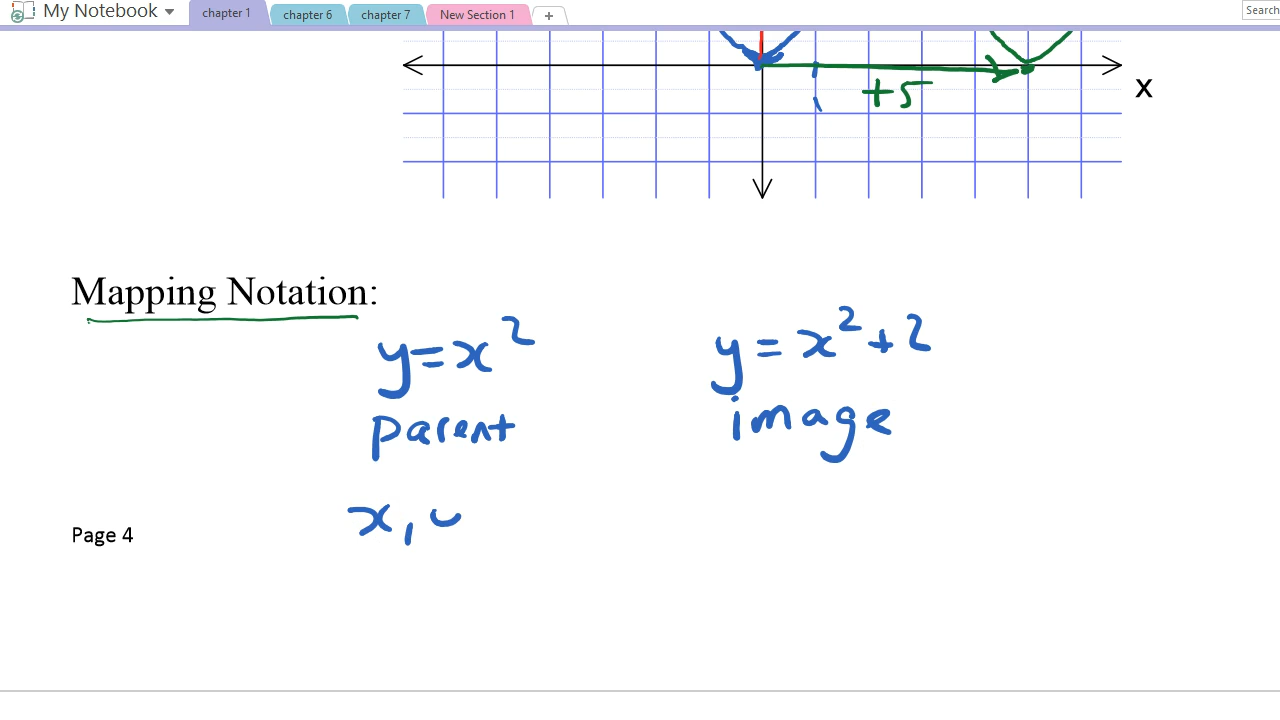 My Notebook
chapter 1 chapter 6 chapter 7 New Section 1 +
Search
x
+5
Mapping Notation:
y=x² y=x²+2
parent image
x,
Page 4